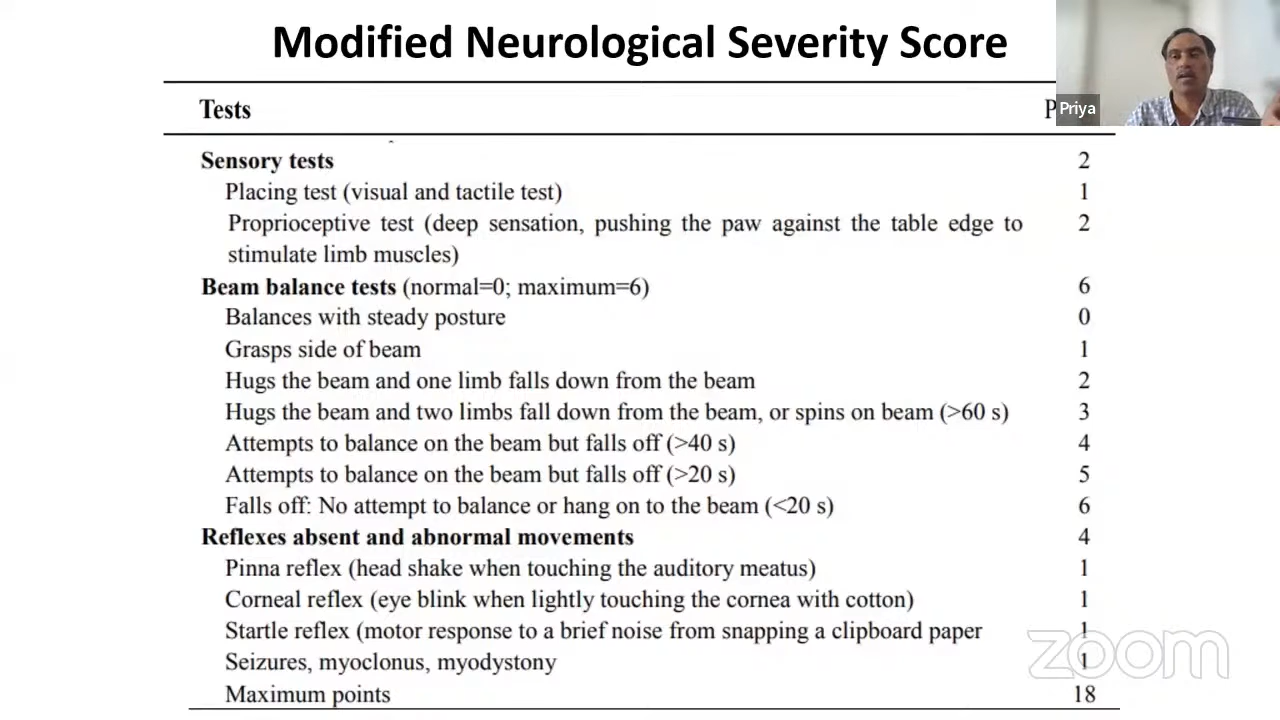 Modified Neurological Severity Score
Priya
Tests P
Sensory tests 2
Placing test (visual and tactile test) 1
Proprioceptive test (deep sensation, pushing the paw against the table edge to 2
stimulate limb muscles)
Beam balance tests (normal=0; maximum=6) 6
Balances with steady posture 0
Grasps side of beam 1
Hugs the beam and one limb falls down from the beam 2
Hugs the beam and two limbs fall down from the beam, or spins on beam (>60 s) 3
Attempts to balance on the beam but falls off (>40 s) 4
Attempts to balance on the beam but falls off (>20 s) 5
Falls off: No attempt to balance or hang on to the beam (<20 s) 6
Reflexes absent and abnormal movements 4
Pinna reflex (head shake when touching the auditory meatus) 1
Corneal reflex (eye blink when lightly touching the cornea with cotton) 1
Startle reflex (motor response to a brief noise from snapping a clipboard paper 1
Seizures, myoclonus, myodystony 1
zoom
Maximum points 18